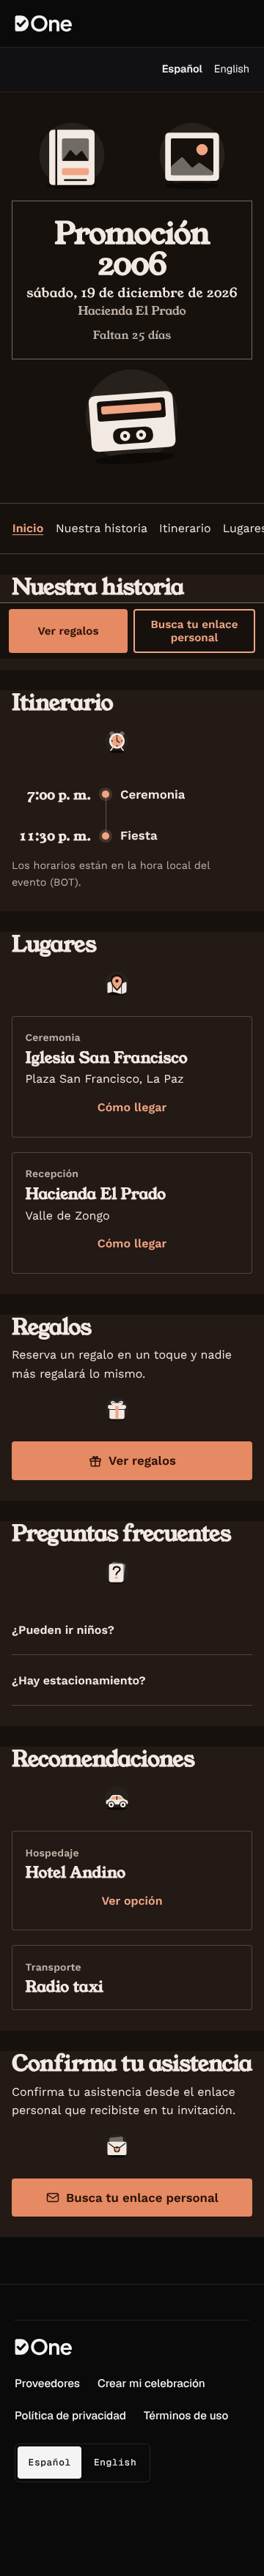 One
Español English
Promoción
2006
sábado, 19 de diciembre de 2026
Hacienda El Prado
Faltan 25 días
Inicio Nuestra historia Itinerario Lugares
Nuestra historia
Ver regalos
Busca tu enlace
personal
Itinerario
7:00 p. m. Ceremonia
11:30 p. m. Fiesta
Los horarios están en la hora local del
evento (BOT).
Lugares
Ceremonia
Iglesia San Francisco
Plaza San Francisco, La Paz
Cómo llegar
Recepción
Hacienda El Prado
Valle de Zongo
Cómo llegar
Regalos
Reserva un regalo en un toque y nadie
más regalará lo mismo.
Ver regalos
Preguntas frecuentes
¿Pueden ir niños?
¿Hay estacionamiento?
Recomendaciones
Hospedaje
Hotel Andino
Ver opción
Transporte
Radio taxi
Confirma tu asistencia
Confirma tu asistencia desde el enlace
personal que recibiste en tu invitación.
Busca tu enlace personal
One
Proveedores Crear mi celebración
Política de privacidad Términos de uso
Español English